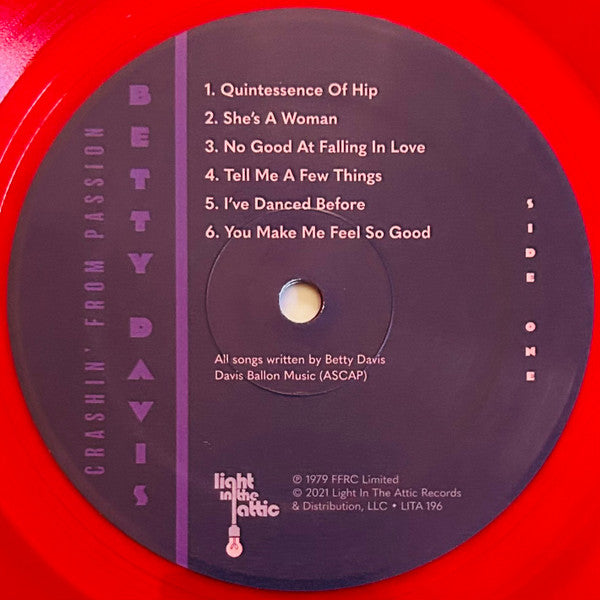 CRASHIN' FROM PASSION
BETTY DAVIS
1. Quintessence Of Hip
2. She's A Woman
3. No Good At Falling In Love
4. Tell Me A Few Things
5. I've Danced Before
6. You Make Me Feel So Good
SIDE ONE
All songs written by Betty Davis
Davis Ballon Music (ASCAP)
light
in the
attic
℗ 1979 FFRC Limited
© 2021 Light In The Attic Records
& Distribution, LLC • LITA 196